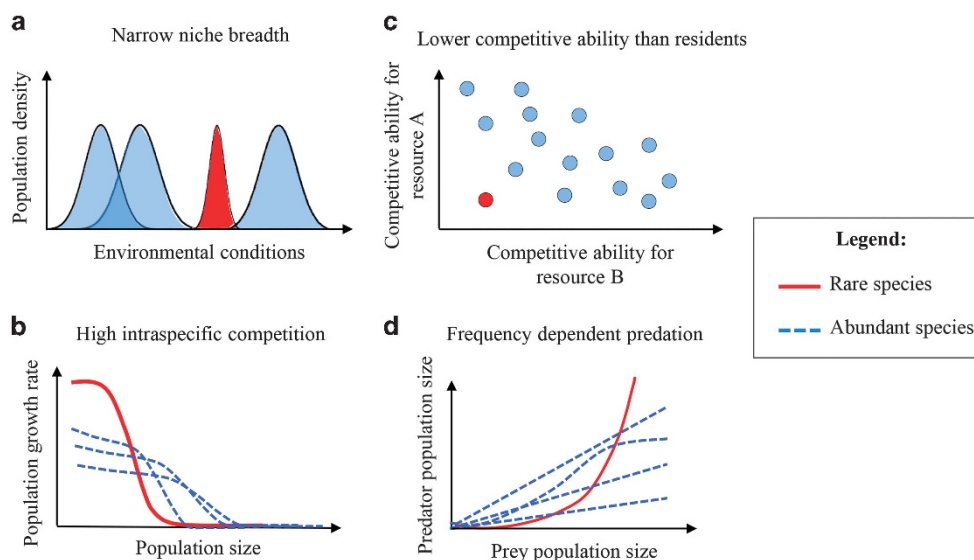 a
Narrow niche breadth
Population density
Environmental conditions
b
High intraspecific competition
Population growth rate
Population size
c
Lower competitive ability than residents
Competitive ability for
resource A
Competitive ability for
resource B
d
Frequency dependent predation
Predator population size
Prey population size
Legend:
Rare species
Abundant species